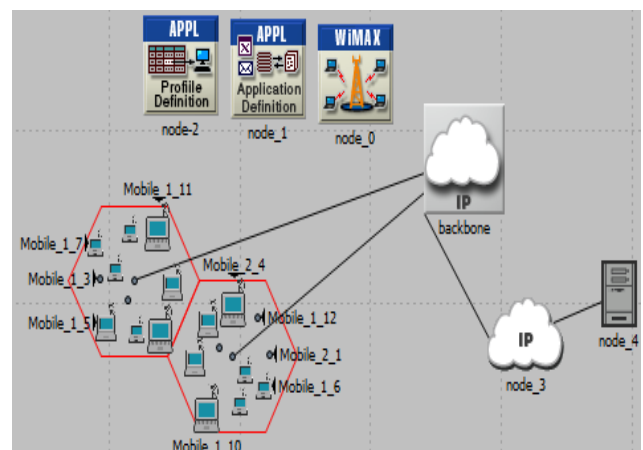 APPL
Profile
Definition
node-2
APPL
Application
Definition
node_1
WiMAX
node_0
IP
backbone
Mobile_1_11
Mobile_1_7
Mobile_1_3
Mobile_1_5
Mobile_2_4
Mobile_1_12
Mobile_2_1
Mobile_1_6
Mobile_1_10
IP
node_3
node_4